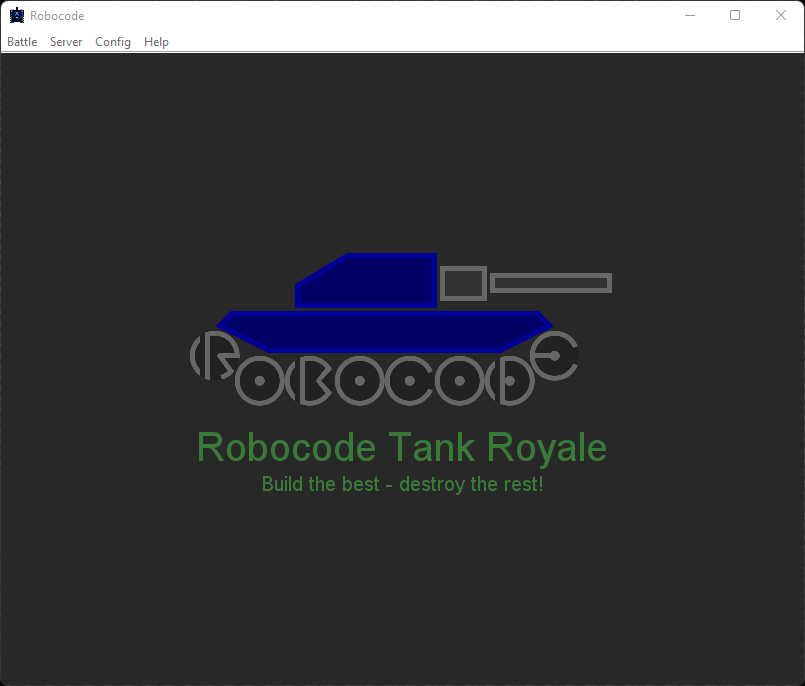 Robocode
Battle Server Config Help
ROBOCODE
Robocode Tank Royale
Build the best - destroy the rest!